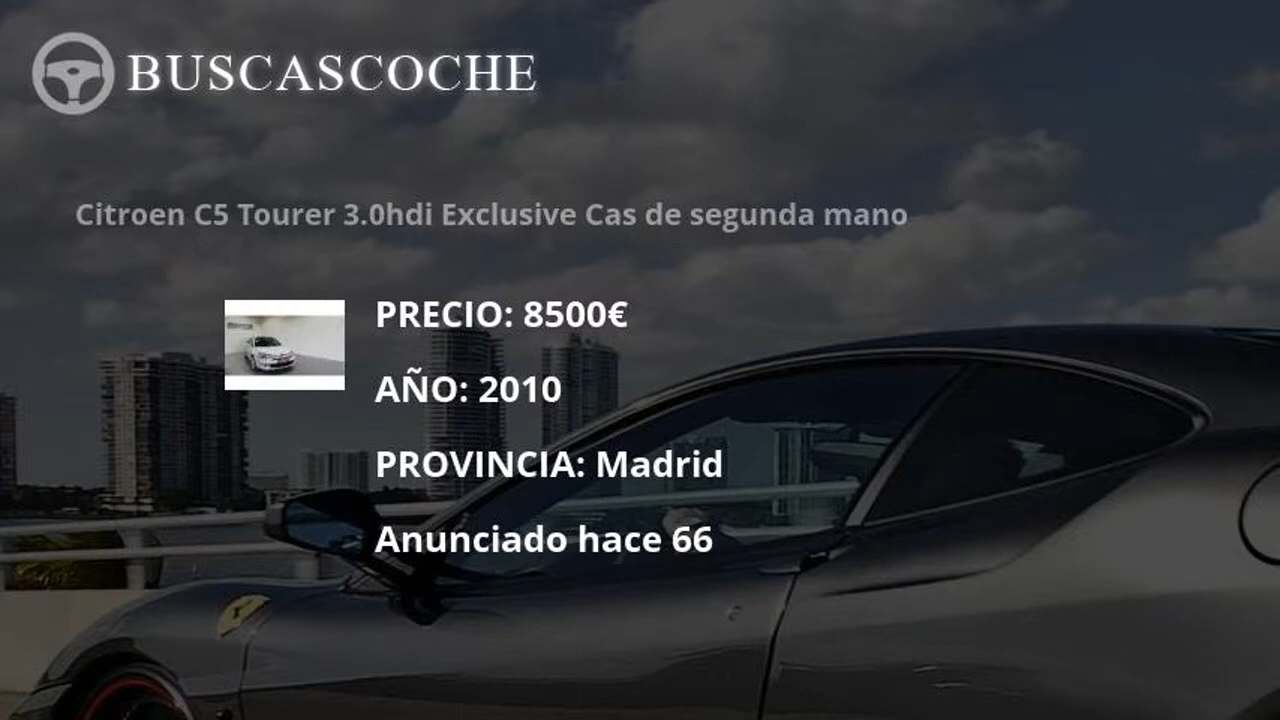 BUSCASCOCHE
Citroen C5 Tourer 3.0hdi Exclusive Cas de segunda mano
PRECIO: 8500€
AÑO: 2010
PROVINCIA: Madrid
Anunciado hace 66